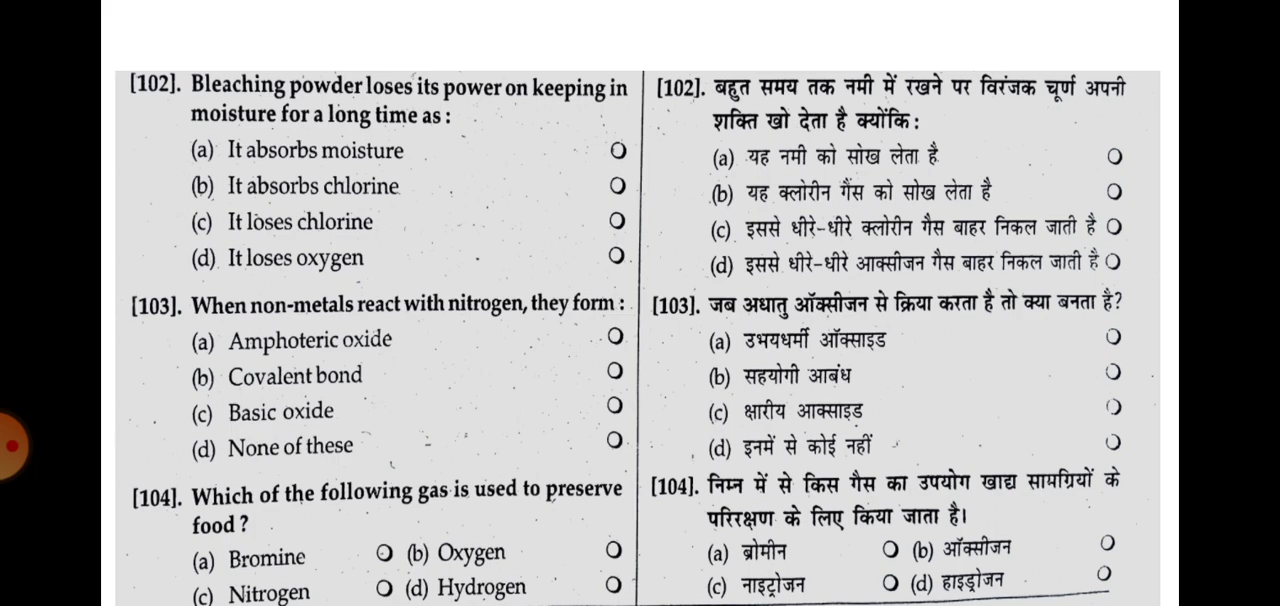 [102]. Bleaching powder loses its power on keeping in
moisture for a long time as :
(a) It absorbs moisture
(b) It absorbs chlorine
(c) It loses chlorine
(d) It loses oxygen
[103]. When non-metals react with nitrogen, they form :
(a) Amphoteric oxide
(b) Covalent bond
(c) Basic oxide
(d) None of these
[104]. Which of the following gas is used to preserve
food ?
(a) Bromine (b) Oxygen
(c) Nitrogen (d) Hydrogen
[102]. बहुत समय तक नमी में रखने पर विरंजक चूर्ण अपनी
शक्ति खो देता है क्योंकि :
(a) यह नमी को सोख लेता है
(b) यह क्लोरीन गैंस को सोख लेता है
(c) इससे धीरे-धीरे क्लोरीन गैस बाहर निकल जाती है
(d) इससे धीरे-धीरे आक्सीजन गैस बाहर निकल जाती है
[103]. जब अधातु ऑक्सीजन से क्रिया करता है तो क्या बनता है?
(a) उभयधर्मी ऑक्साइड
(b) सहयोगी आबंध
(c) क्षारीय आक्साइड
(d) इनमें से कोई नहीं
[104]. निम्न में से किस गैस का उपयोग खाद्य सामग्रियों के
परिरक्षण के लिए किया जाता है।
(a) ब्रोमीन (b) ऑक्सीजन
(c) नाइट्रोजन (d) हाइड्रोजन